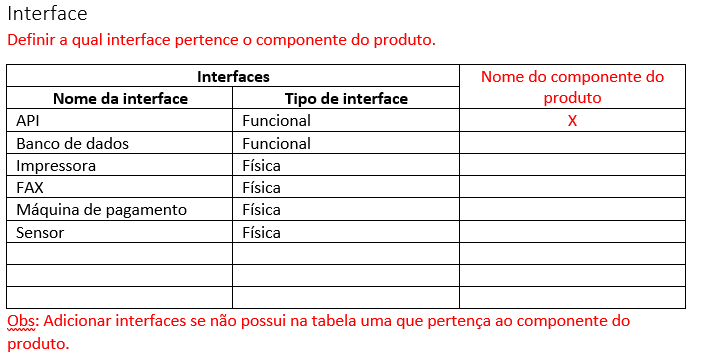 Interface
Definir a qual interface pertence o componente do produto.
Interfaces
Nome do componente do
produto
Nome da interface Tipo de interface
API Funcional X
Banco de dados Funcional
Impressora Física
FAX Física
Máquina de pagamento Física
Sensor Física
Obs: Adicionar interfaces se não possui na tabela uma que pertença ao componente do
produto.